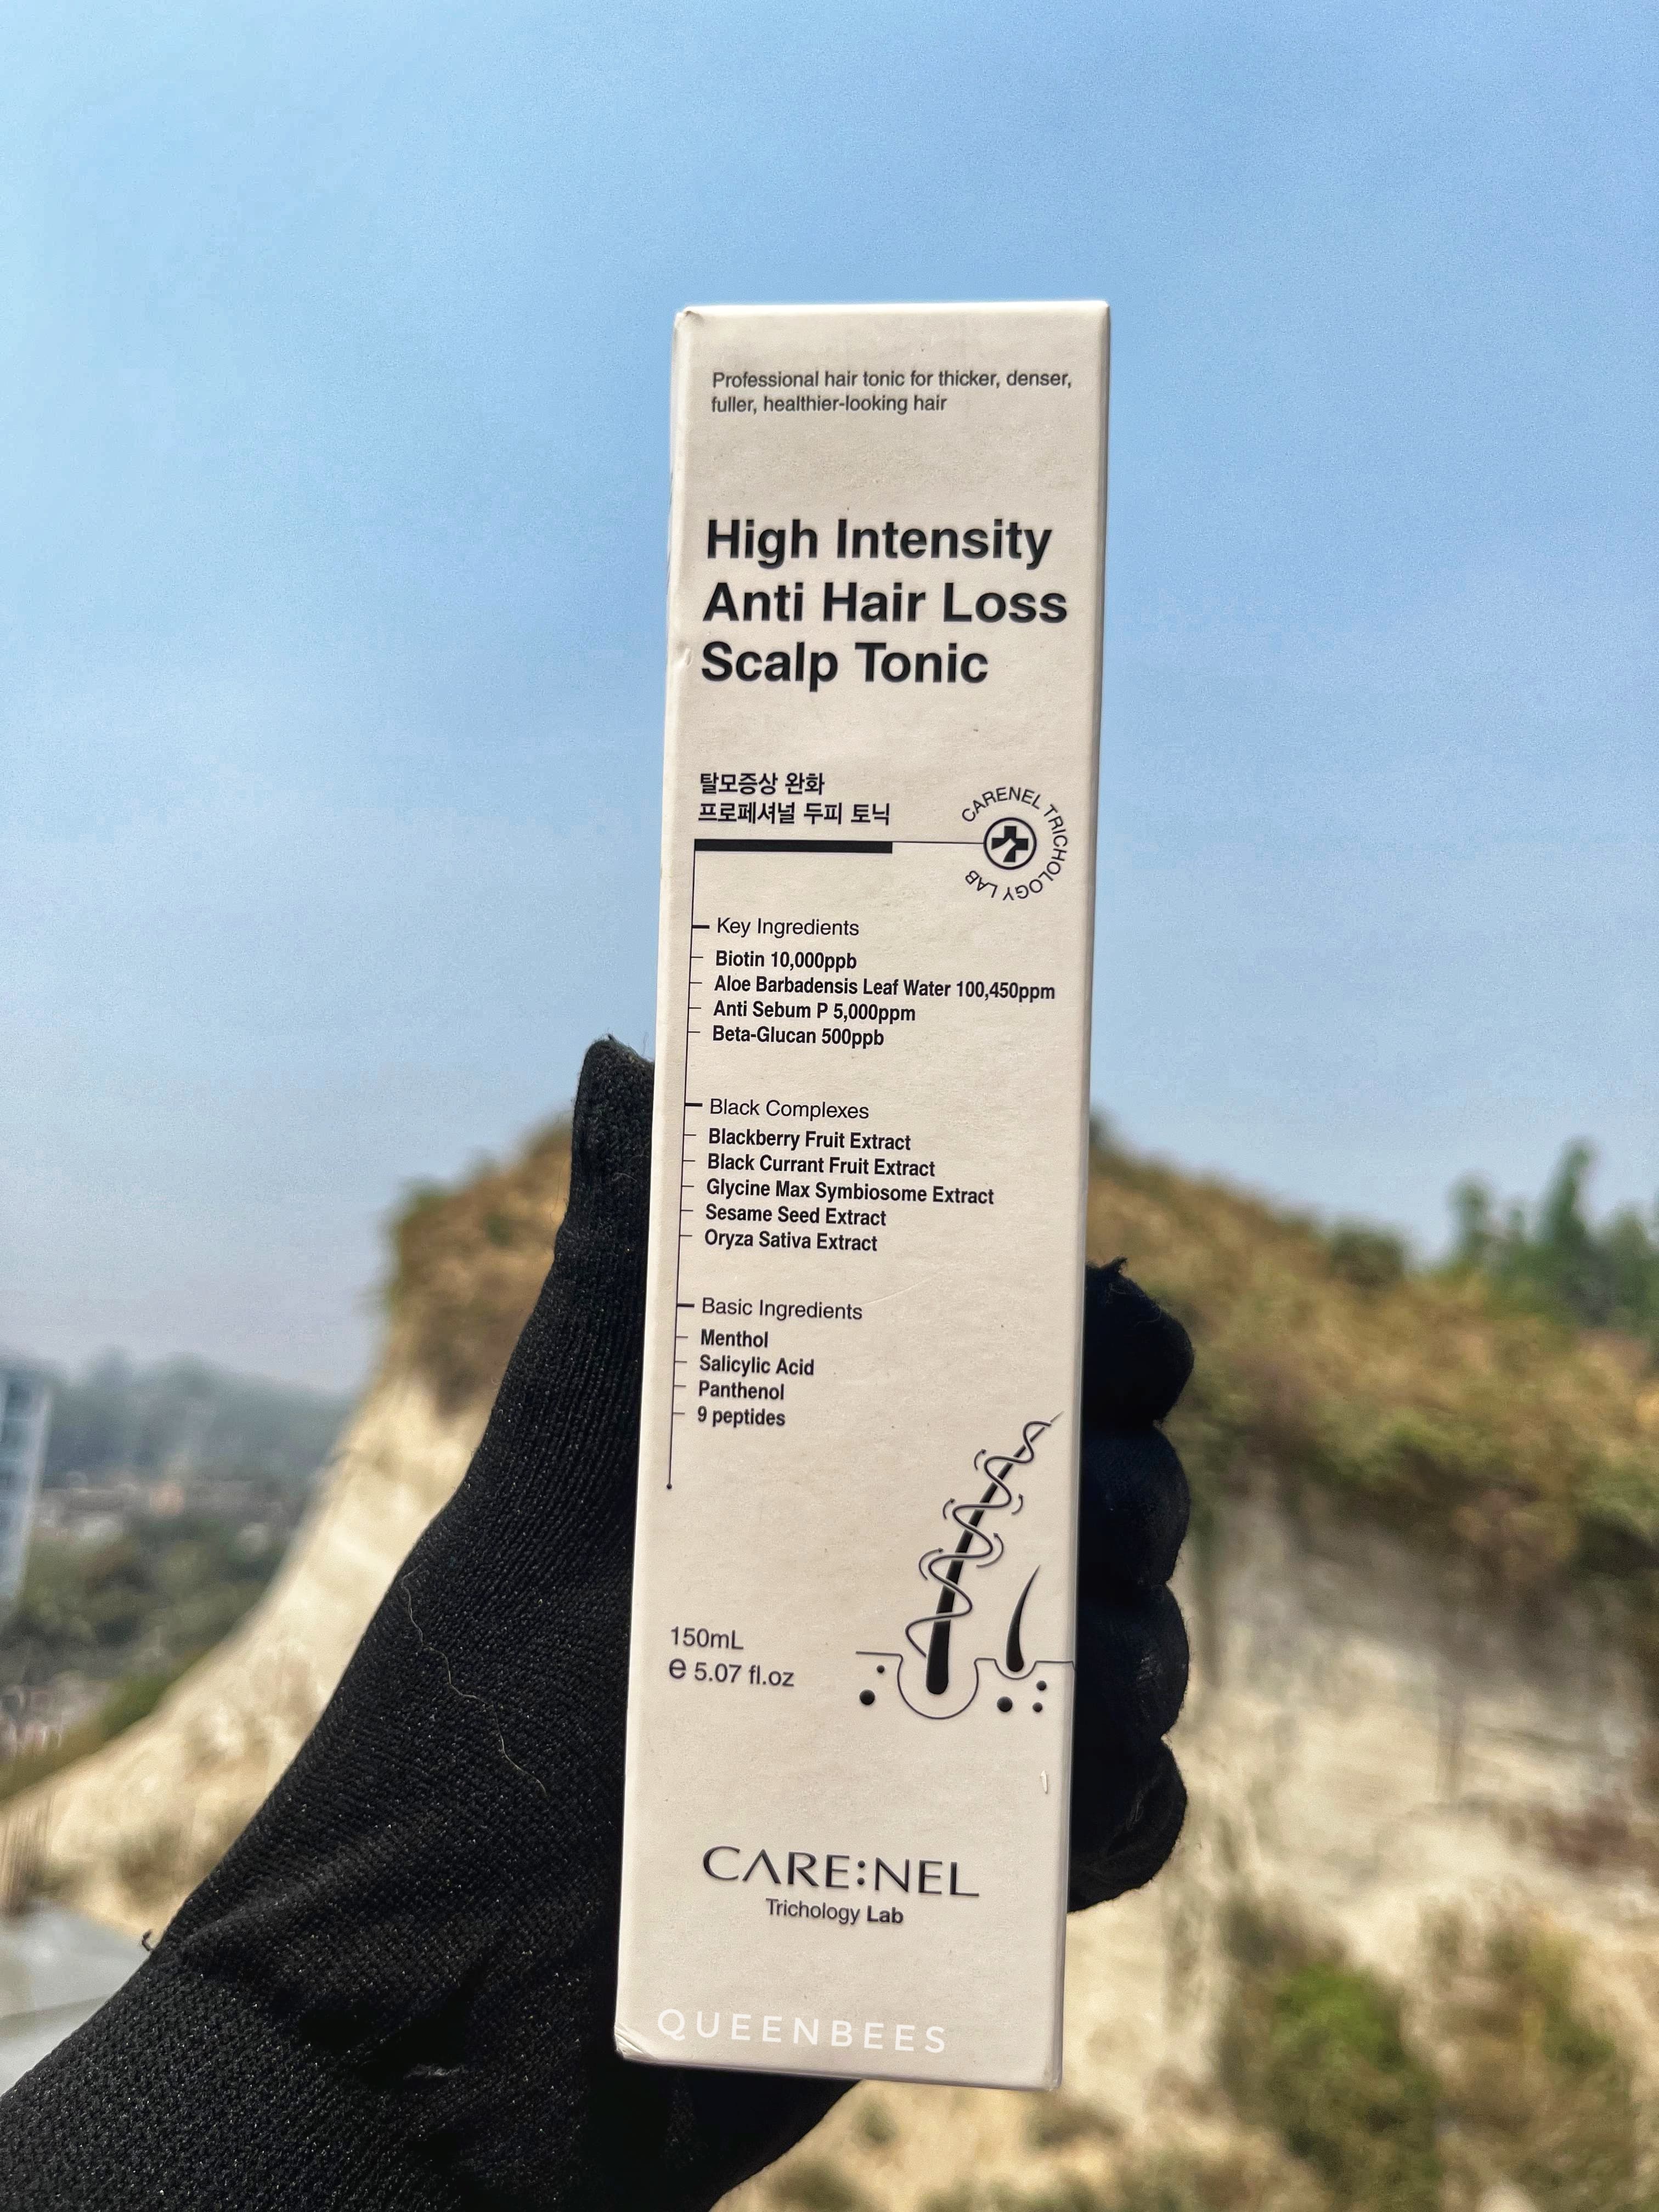 Professional hair tonic for thicker, denser,
fuller, healthier-looking hair
High Intensity
Anti Hair Loss
Scalp Tonic
탈모증상 완화
프로페셔널 두피 토닉
CARENEL TRICHOLOGY LAB
Key Ingredients
Biotin 10,000ppb
Aloe Barbadensis Leaf Water 100,450ppm
Anti Sebum P 5,000ppm
Beta-Glucan 500ppb
Black Complexes
Blackberry Fruit Extract
Black Currant Fruit Extract
Glycine Max Symbiosome Extract
Sesame Seed Extract
Oryza Sativa Extract
Basic Ingredients
Menthol
Salicylic Acid
Panthenol
9 peptides
150mL
℮ 5.07 fl.oz
CARE:NEL
Trichology Lab
QUEENBEES